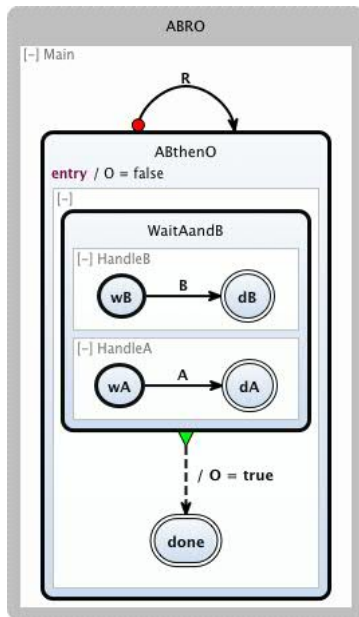 ABRO
[-] Main
R
ABthenO
entry / O = false
[-]
WaitAandB
[-] HandleB
wB
B
dB
[-] HandleA
wA
A
dA
/ O = true
done